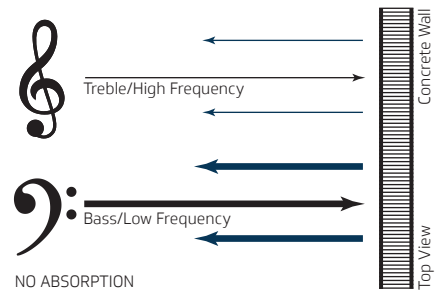 Treble/High Frequency
Bass/Low Frequency
NO ABSORPTION
Concrete Wall
Top View